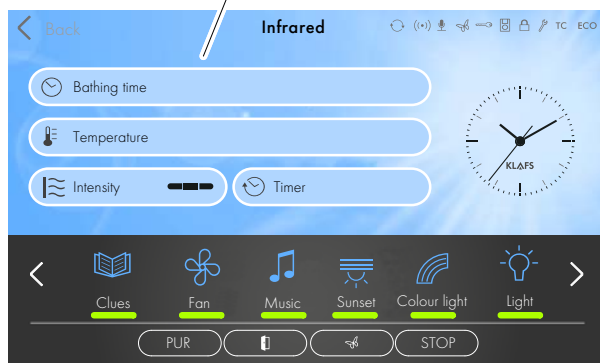 Back Infrared TC ECO
Bathing time
Temperature
Intensity Timer
KLAFS
Clues Fan Music Sunset Colour light Light
PUR STOP